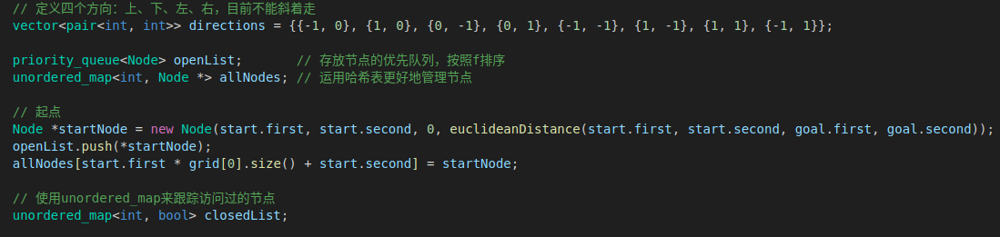 // 定义四个方向：上、下、左、右，目前不能斜着走
vector<pair<int, int>> directions = {{-1, 0}, {1, 0}, {0, -1}, {0, 1}, {-1, -1}, {1, -1}, {1, 1}, {-1, 1}};
priority_queue<Node> openList;       // 存放节点的优先队列，按照f排序
unordered_map<int, Node *> allNodes; // 运用哈希表更好地管理节点
// 起点
Node *startNode = new Node(start.first, start.second, 0, euclideanDistance(start.first, start.second, goal.first, goal.second));
openList.push(*startNode);
allNodes[start.first * grid[0].size() + start.second] = startNode;
// 使用unordered_map来跟踪访问过的节点
unordered_map<int, bool> closedList;